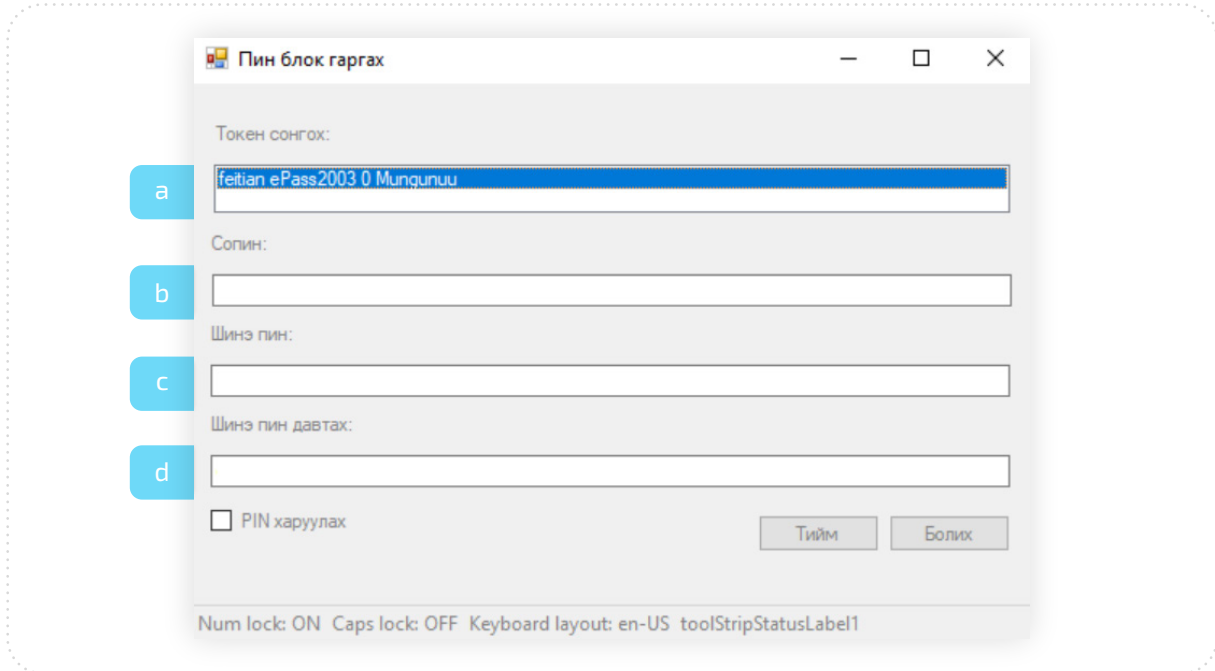 Пин блок гаргах
Токен сонгох:
a
feitian ePass2003 0 Mungunuu
Сопин:
b
Шинэ пин:
c
Шинэ пин давтах:
d
PIN харуулах
Тийм
Болих
Num lock: ON Caps lock: OFF Keyboard layout: en-US toolStripStatusLabel1